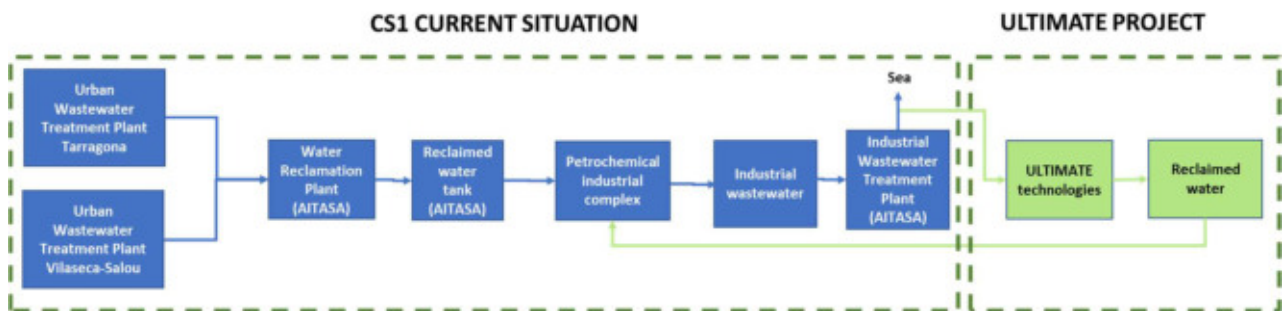 CS1 CURRENT SITUATION
ULTIMATE PROJECT
Urban
Wastewater
Treatment Plant
Tarragona
Urban
Wastewater
Treatment Plant
Vilaseca-Salou
Water
Reclamation
Plant
(AITASA)
Reclaimed
water
tank
(AITASA)
Petrochemical
industrial
complex
Industrial
wastewater
Sea
Industrial
Wastewater
Treatment
Plant
(AITASA)
ULTIMATE
technologies
Reclaimed
water